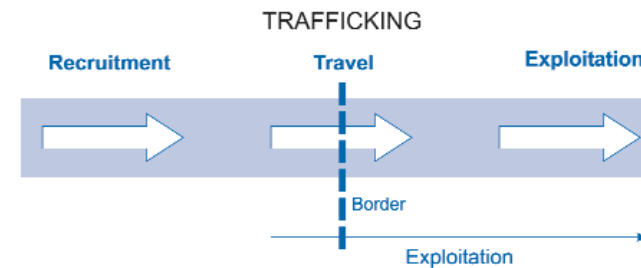 TRAFFICKING
Recruitment Travel Exploitation
Border
Exploitation